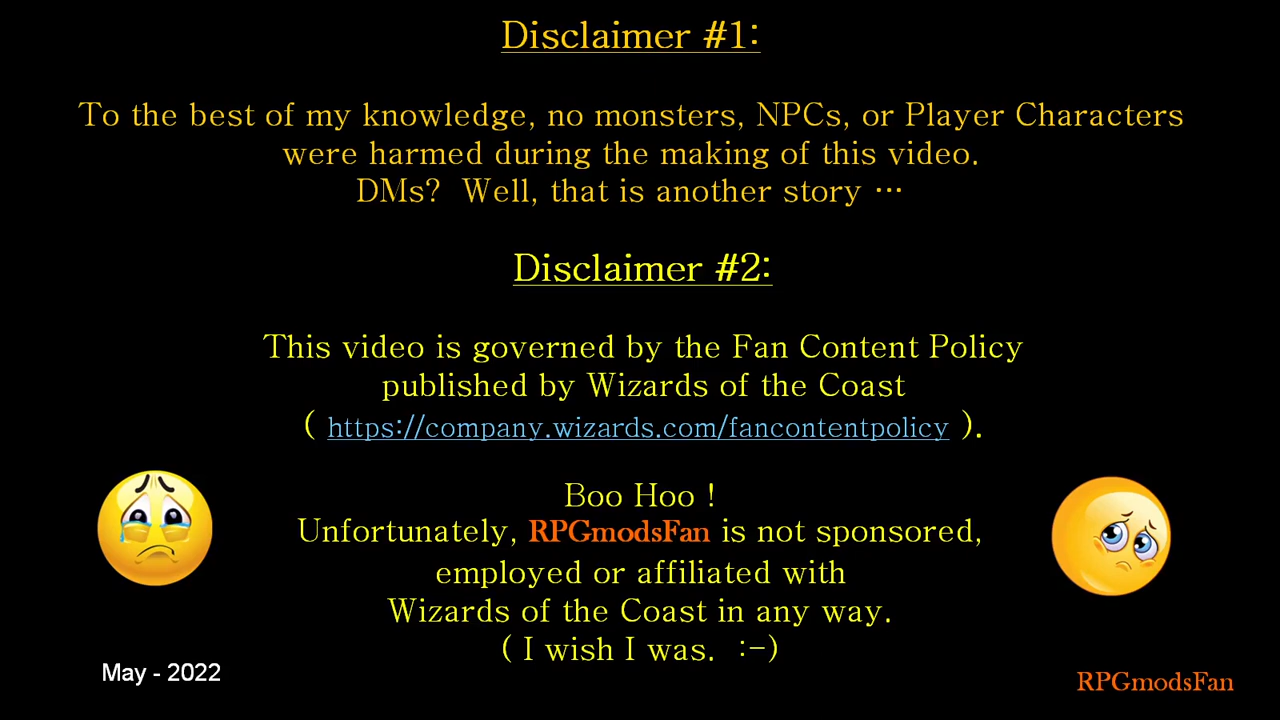 Disclaimer #1:
To the best of my knowledge, no monsters, NPCs, or Player Characters
were harmed during the making of this video.
DMs?  Well, that is another story ⋯
Disclaimer #2:
This video is governed by the Fan Content Policy
published by Wizards of the Coast
( https://company.wizards.com/fancontentpolicy ).
Boo Hoo !
Unfortunately, RPGmodsFan is not sponsored,
employed or affiliated with
Wizards of the Coast in any way.
( I wish I was.  :-)
May - 2022
RPGmodsFan